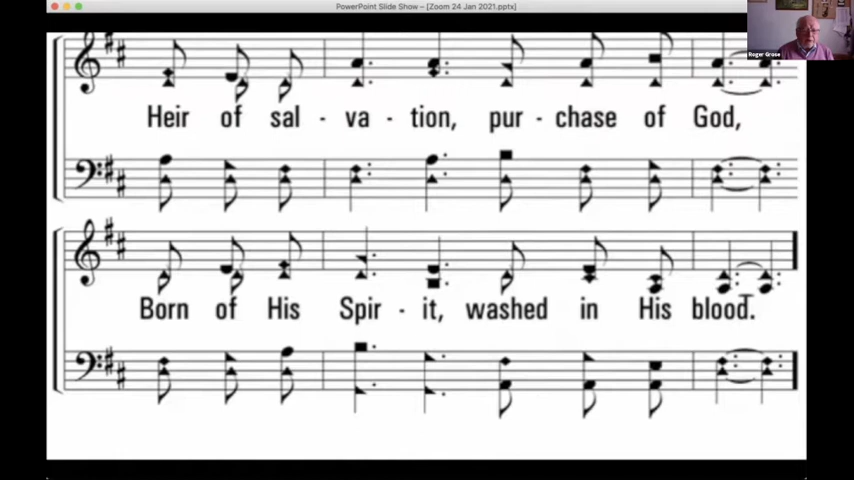 PowerPoint Slide Show – [Zoom 24 Jan 2021.pptx]
Roger Gruse
Heir of sal - va - tion, pur - chase of God,
Born of His Spir - it, washed in His blood.